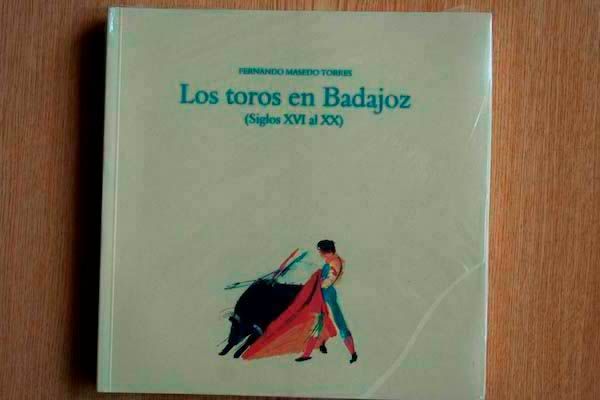 FERNANDO MASEDO TORRES
Los toros en Badajoz
(Siglos XVI al XX)